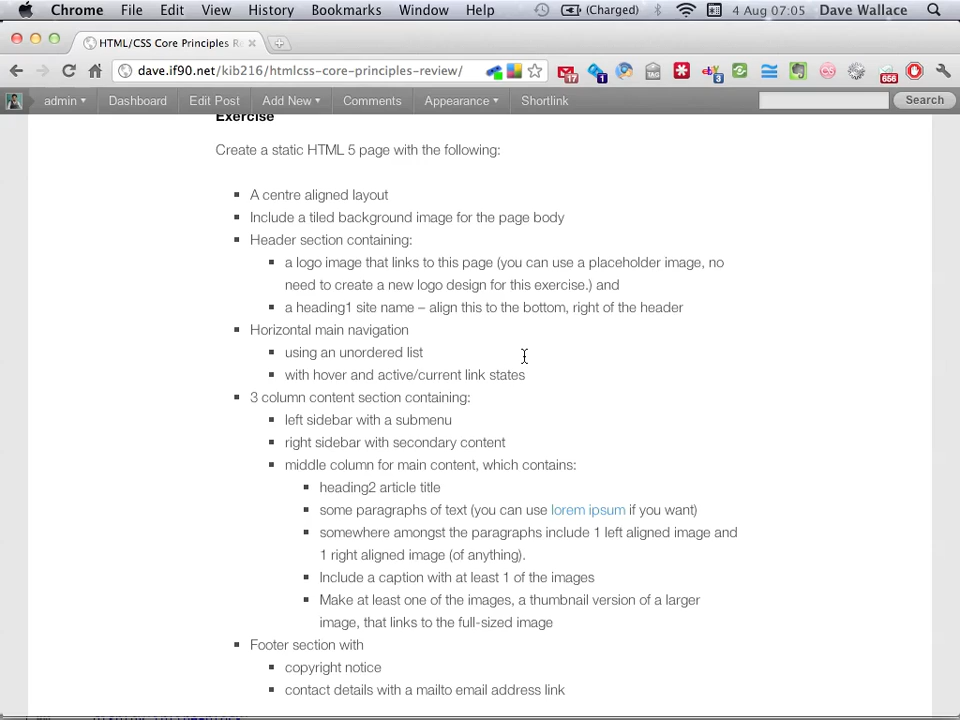 Chrome File Edit View History Bookmarks Window Help (Charged) 4 Aug 07:05 Dave Wallace
HTML/CSS Core Principles Re
dave.if90.net/kib216/htmlcss-core-principles-review/ 17 1 3 656
admin Dashboard Edit Post Add New Comments Appearance Shortlink Search
Exercise
Create a static HTML 5 page with the following:
A centre aligned layout
Include a tiled background image for the page body
Header section containing:
a logo image that links to this page (you can use a placeholder image, no
need to create a new logo design for this exercise.) and
a heading1 site name – align this to the bottom, right of the header
Horizontal main navigation
using an unordered list
with hover and active/current link states
3 column content section containing:
left sidebar with a submenu
right sidebar with secondary content
middle column for main content, which contains:
heading2 article title
some paragraphs of text (you can use lorem ipsum if you want)
somewhere amongst the paragraphs include 1 left aligned image and
1 right aligned image (of anything).
Include a caption with at least 1 of the images
Make at least one of the images, a thumbnail version of a larger
image, that links to the full-sized image
Footer section with
copyright notice
contact details with a mailto email address link